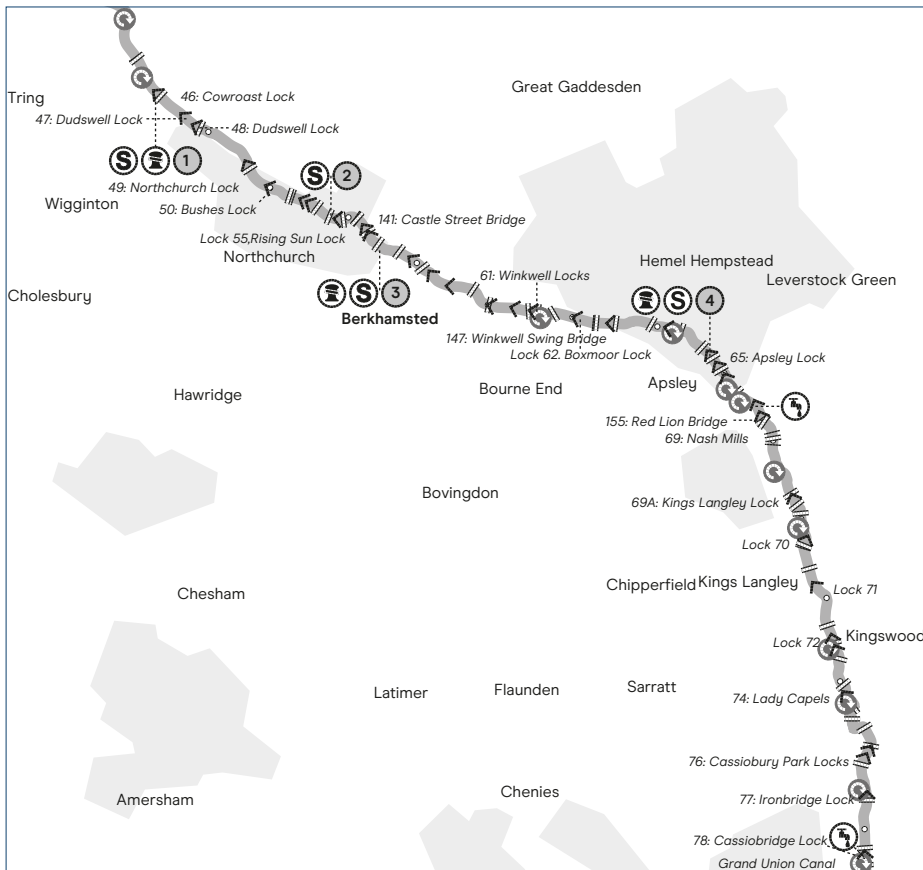 Great Gaddesden
Tring
46: Cowroast Lock
47: Dudswell Lock
48: Dudswell Lock
S 1
S 2
49: Northchurch Lock
Wigginton
50: Bushes Lock
141: Castle Street Bridge
Lock 55,Rising Sun Lock
Northchurch
Hemel Hempstead
61: Winkwell Locks
Leverstock Green
Cholesbury
S 3
S 4
Berkhamsted
147: Winkwell Swing Bridge
Lock 62. Boxmoor Lock
65: Apsley Lock
Apsley
Bourne End
Hawridge
155: Red Lion Bridge
69: Nash Mills
Bovingdon
69A: Kings Langley Lock
Lock 70
Chipperfield
Kings Langley
Lock 71
Chesham
Kingswood
Lock 72
Latimer
Flaunden
Sarratt
74: Lady Capels
76: Cassiobury Park Locks
Chenies
Amersham
77: Ironbridge Lock
78: Cassiobridge Lock
Grand Union Canal